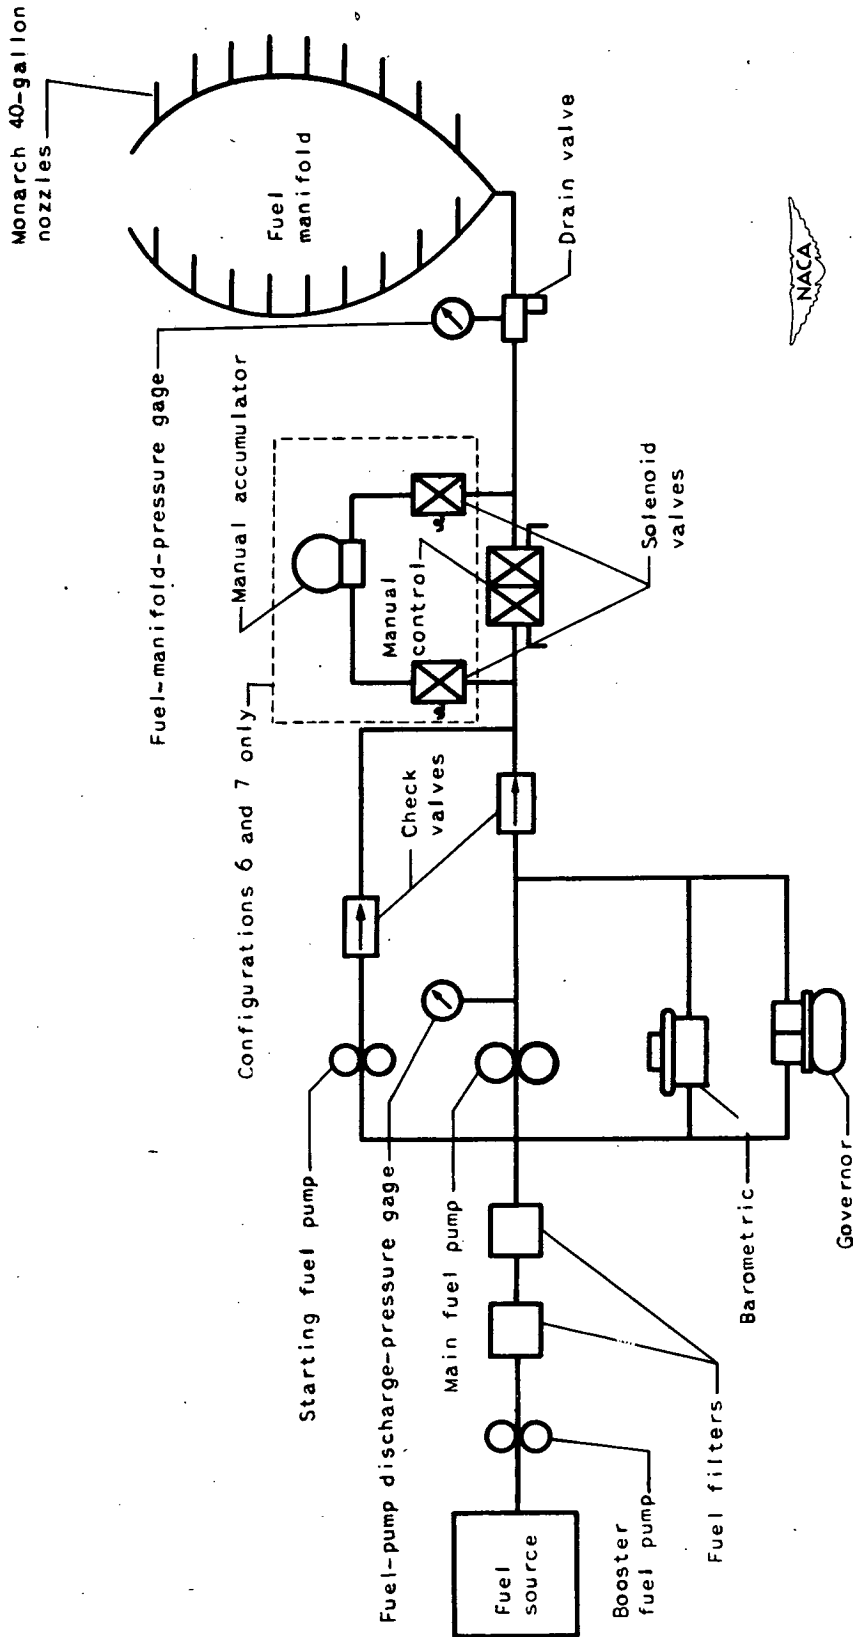 Monarch 40-gallon
nozzles
Fuel
manifold
Fuel-manifold-pressure gage
Drain valve
Manual accumulator
Configurations 6 and 7 only
Manual
control
Solenoid
valves
Check
valves
Starting fuel pump
Fuel-pump discharge-pressure gage
Main fuel pump
Barometric
Governor
Fuel
source
Booster
fuel pump
Fuel filters
NACA